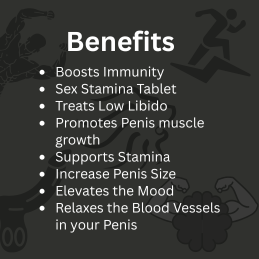 Benefits
• Boosts Immunity
• Sex Stamina Tablet
• Treats Low Libido
• Promotes Penis muscle
growth
• Supports Stamina
• Increase Penis Size
• Elevates the Mood
• Relaxes the Blood Vessels
in your Penis